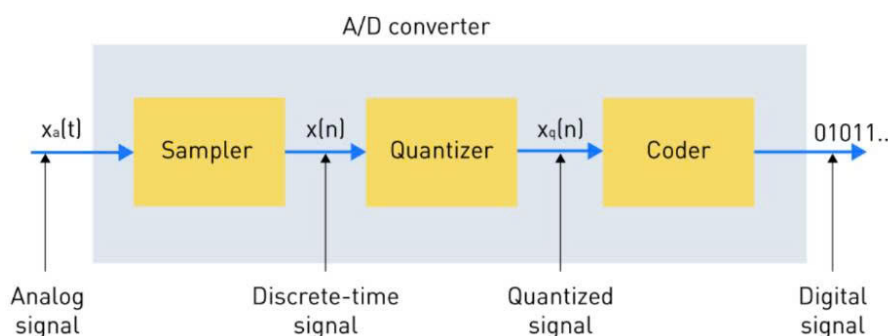 A/D converter
xa(t)
Sampler
x(n)
Quantizer
xq(n)
Coder
01011..
Analog
signal
Discrete-time
signal
Quantized
signal
Digital
signal